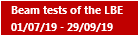 Beam tests of the LBE
01/07/19 - 29/09/19